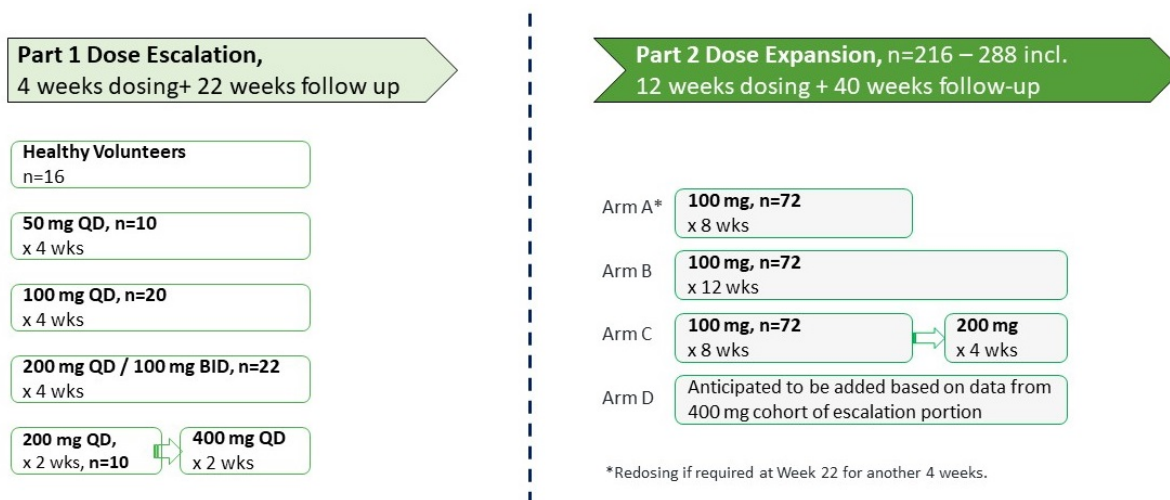 Part 1 Dose Escalation,
4 weeks dosing+ 22 weeks follow up
Healthy Volunteers
n=16
50 mg QD, n=10
x 4 wks
100 mg QD, n=20
x 4 wks
200 mg QD / 100 mg BID, n=22
x 4 wks
200 mg QD,
x 2 wks, n=10
400 mg QD
x 2 wks
Part 2 Dose Expansion, n=216 – 288 incl.
12 weeks dosing + 40 weeks follow-up
Arm A*
100 mg, n=72
x 8 wks
Arm B
100 mg, n=72
x 12 wks
Arm C
100 mg, n=72
x 8 wks
200 mg
x 4 wks
Arm D
Anticipated to be added based on data from
400 mg cohort of escalation portion
*Redosing if required at Week 22 for another 4 weeks.